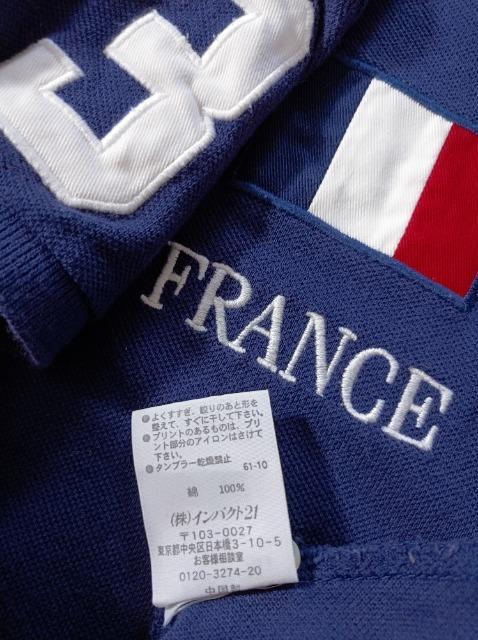 3
FRANCE
●よくすすぎ、絞りのあと形を
整えて、すぐに干して下さい。
●プリントのあるものは、プリ
ント部分のアイロンはさけて
下さい。
●タンブラー乾燥禁止 61-10
綿 100%
(株)インパクト21
〒103-0027
東京都中央区日本橋3-10-5
お客様相談室
0120-3274-20
中国製